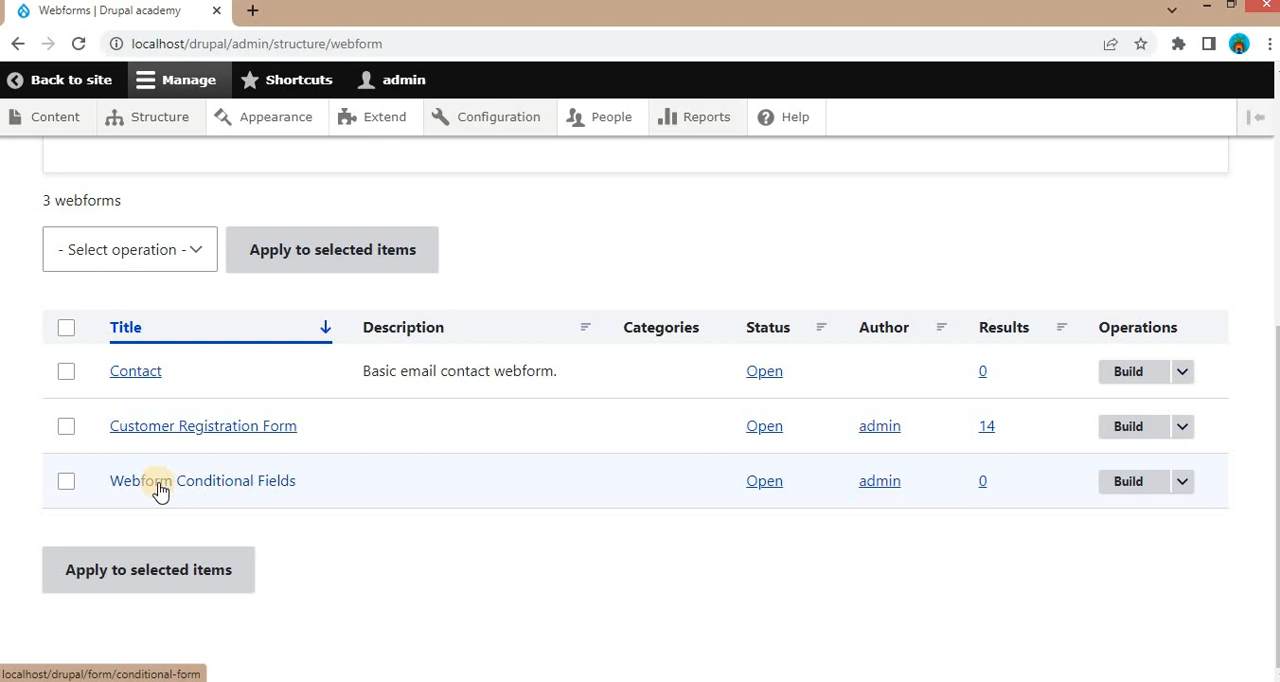 Webforms | Drupal academy
localhost/drupal/admin/structure/webform
Back to site Manage Shortcuts admin
Content Structure Appearance Extend Configuration People Reports Help
3 webforms
- Select operation - Apply to selected items
Title Description Categories Status Author Results Operations
Contact Basic email contact webform. Open 0 Build
Customer Registration Form Open admin 14 Build
Webform Conditional Fields Open admin 0 Build
Apply to selected items
localhost/drupal/form/conditional-form